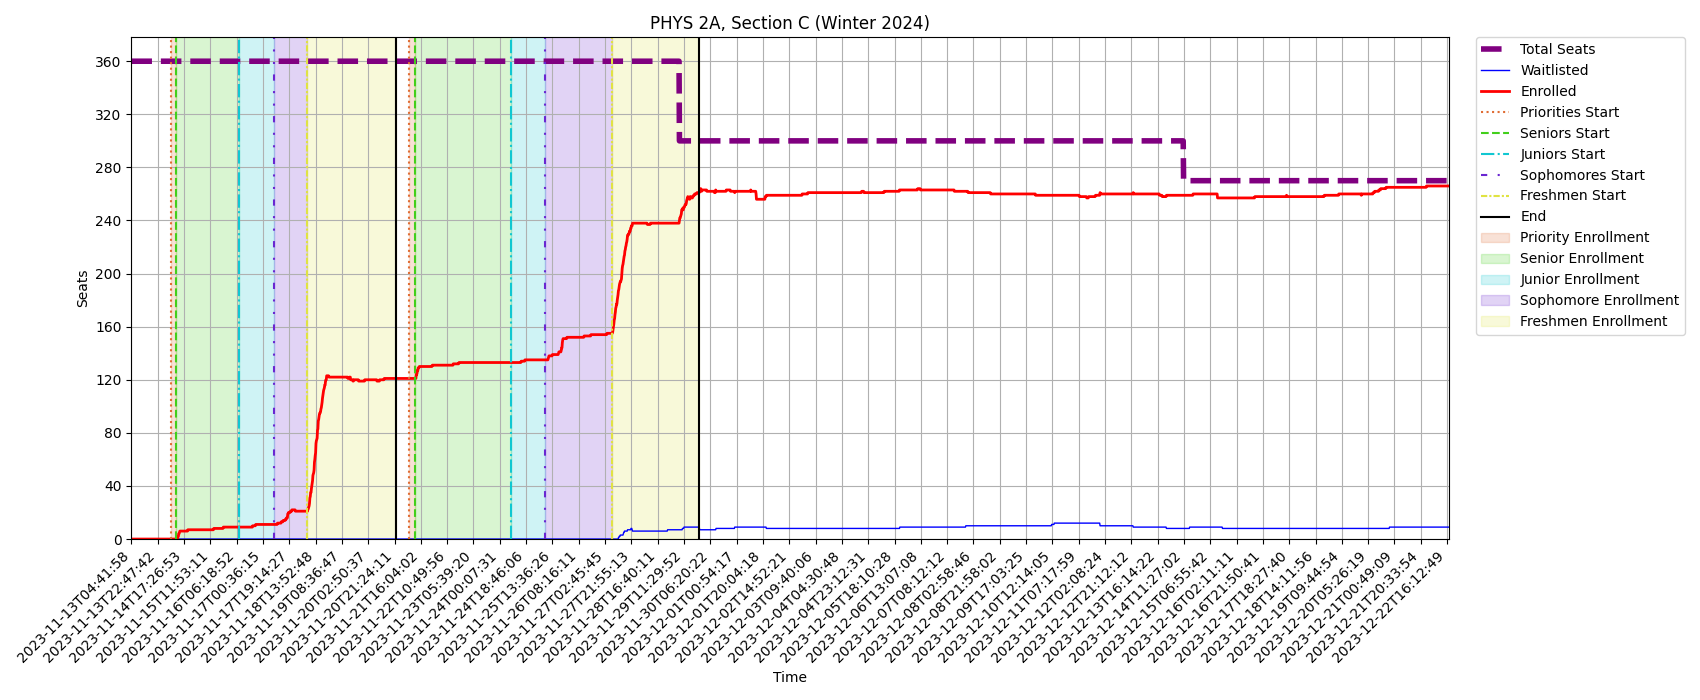 PHYS 2A, Section C (Winter 2024)
Seats
360
320
280
240
200
160
120
80
40
0
2023-11-13T04:41:58
2023-11-13T22:47:42
2023-11-14T17:26:53
2023-11-15T11:53:11
2023-11-16T06:18:52
2023-11-17T00:36:15
2023-11-17T19:14:27
2023-11-18T13:52:48
2023-11-19T08:36:47
2023-11-20T02:50:37
2023-11-20T21:24:11
2023-11-21T16:04:02
2023-11-22T10:49:56
2023-11-23T05:39:20
2023-11-24T00:07:31
2023-11-24T18:46:06
2023-11-25T13:36:26
2023-11-26T08:16:11
2023-11-27T02:45:45
2023-11-27T21:55:13
2023-11-28T16:40:11
2023-11-29T11:29:52
2023-11-30T06:20:22
2023-12-01T00:54:17
2023-12-01T20:04:18
2023-12-02T14:52:21
2023-12-03T09:40:06
2023-12-04T04:30:48
2023-12-04T23:12:31
2023-12-05T18:10:28
2023-12-06T13:07:08
2023-12-07T08:12:12
2023-12-08T02:58:46
2023-12-08T21:58:02
2023-12-09T17:03:25
2023-12-10T12:14:05
2023-12-11T07:17:59
2023-12-12T02:08:24
2023-12-12T21:12:12
2023-12-13T16:14:22
2023-12-14T11:27:02
2023-12-15T06:55:42
2023-12-16T02:11:11
2023-12-16T21:50:41
2023-12-17T18:27:40
2023-12-18T14:11:56
2023-12-19T09:44:54
2023-12-20T05:26:19
2023-12-21T00:49:09
2023-12-21T20:33:54
2023-12-22T16:12:49
Time
Total Seats
Waitlisted
Enrolled
Priorities Start
Seniors Start
Juniors Start
Sophomores Start
Freshmen Start
End
Priority Enrollment
Senior Enrollment
Junior Enrollment
Sophomore Enrollment
Freshmen Enrollment